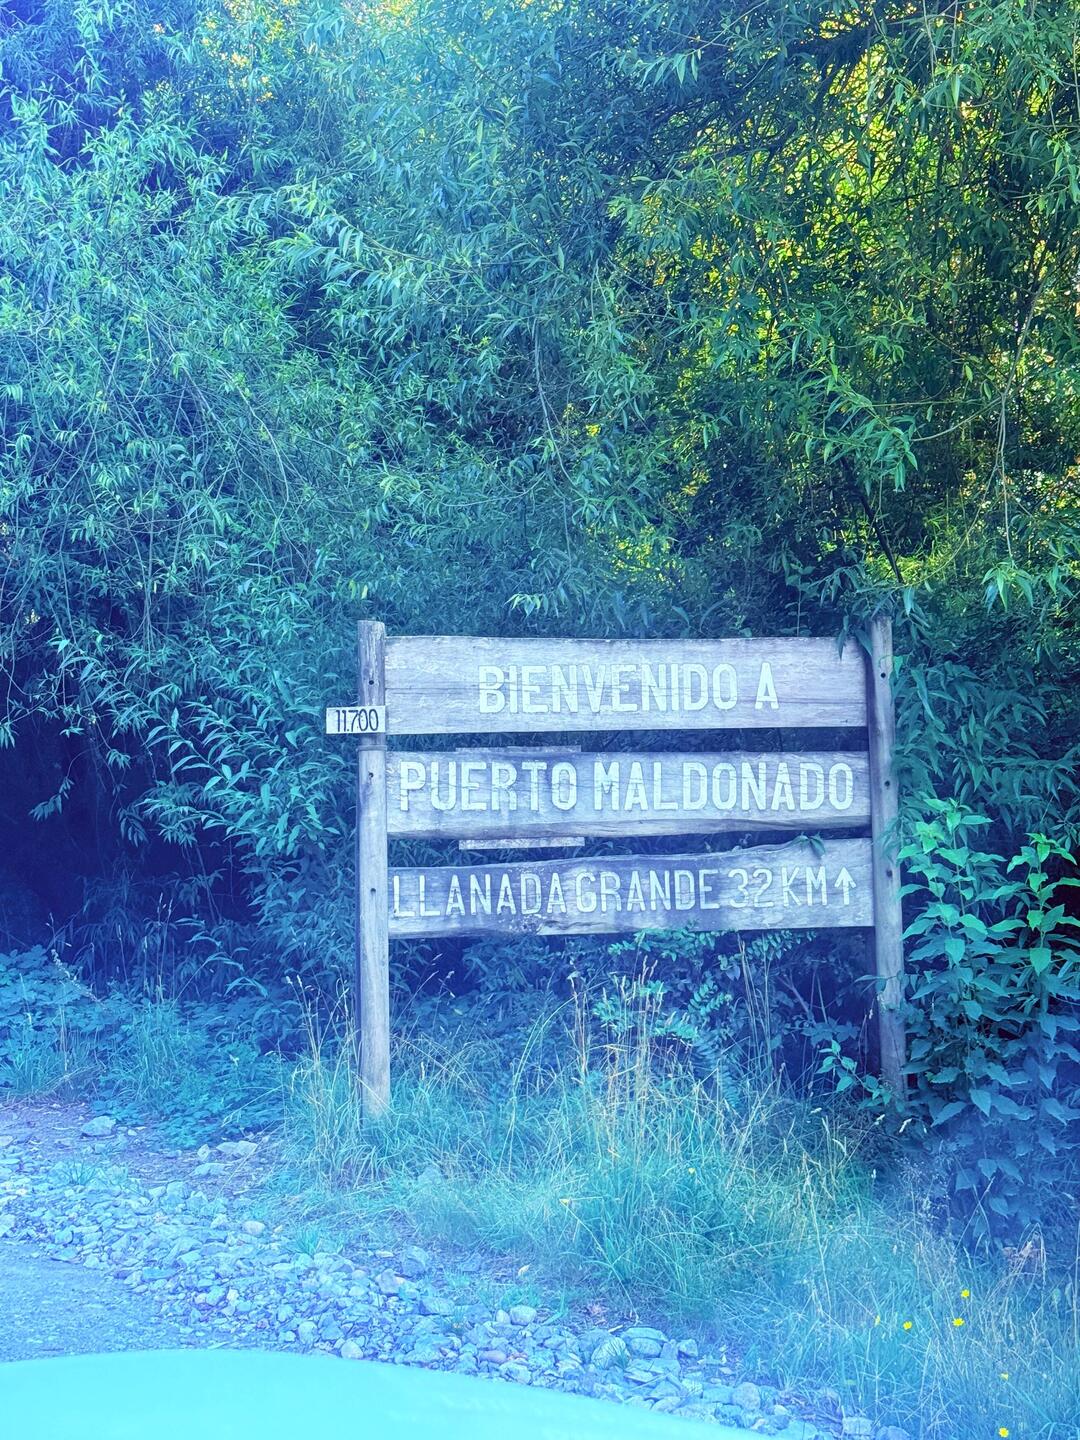 BIENVENIDO A
11.700
PUERTO MALDONADO
LLANADA GRANDE 32 KM ↑